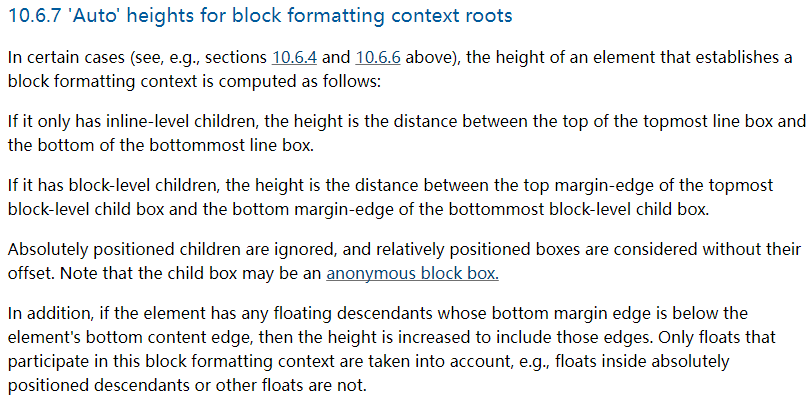 10.6.7 'Auto' heights for block formatting context roots
In certain cases (see, e.g., sections 10.6.4 and 10.6.6 above), the height of an element that establishes a
block formatting context is computed as follows:
If it only has inline-level children, the height is the distance between the top of the topmost line box and
the bottom of the bottommost line box.
If it has block-level children, the height is the distance between the top margin-edge of the topmost
block-level child box and the bottom margin-edge of the bottommost block-level child box.
Absolutely positioned children are ignored, and relatively positioned boxes are considered without their
offset. Note that the child box may be an anonymous block box.
In addition, if the element has any floating descendants whose bottom margin edge is below the
element's bottom content edge, then the height is increased to include those edges. Only floats that
participate in this block formatting context are taken into account, e.g., floats inside absolutely
positioned descendants or other floats are not.